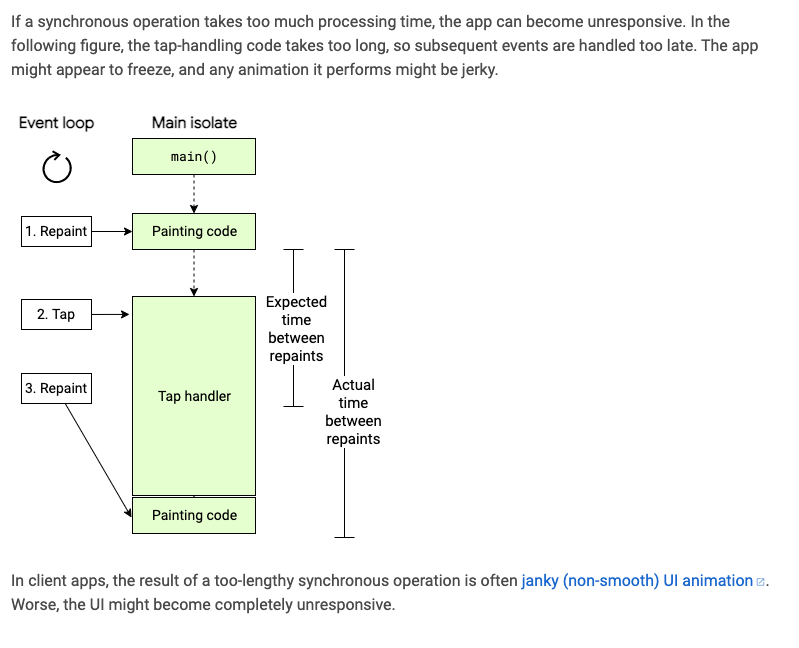 If a synchronous operation takes too much processing time, the app can become unresponsive. In the
following figure, the tap-handling code takes too long, so subsequent events are handled too late. The app
might appear to freeze, and any animation it performs might be jerky.
Event loop
Main isolate
main()
1. Repaint
Painting code
2. Tap
Expected
time
between
repaints
3. Repaint
Tap handler
Actual
time
between
repaints
Painting code
In client apps, the result of a too-lengthy synchronous operation is often janky (non-smooth) UI animation.
Worse, the UI might become completely unresponsive.